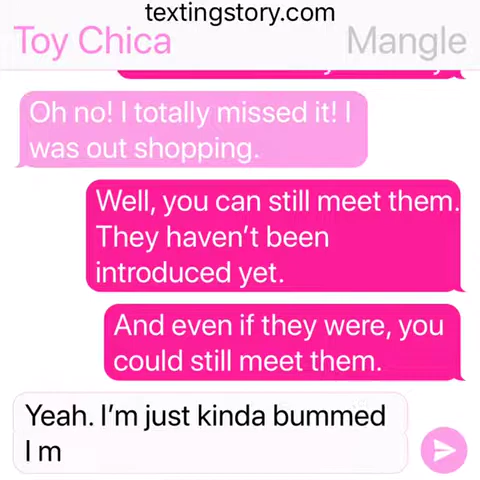 textingstory.com
Toy Chica Mangle
Oh no! I totally missed it! I
was out shopping.
Well, you can still meet them.
They haven't been
introduced yet.
And even if they were, you
could still meet them.
Yeah. I'm just kinda bummed
I m